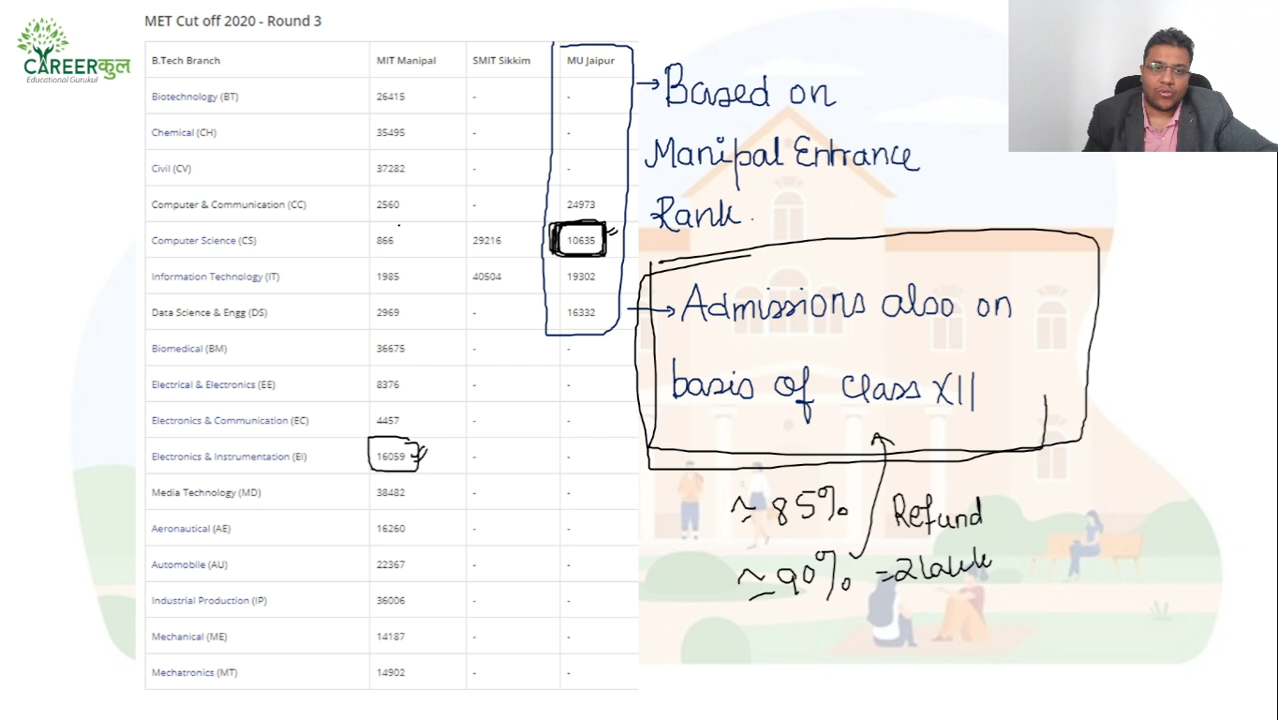 MET Cut off 2020 - Round 3
CAREERकुल
Educational Gurukul
B.Tech Branch MIT Manipal SMIT Sikkim MU Jaipur
Biotechnology (BT) 26415 - -
Chemical (CH) 35495 - -
Civil (CV) 37282 - -
Computer & Communication (CC) 2560 - 24973
Computer Science (CS) 866 29216 10635
Information Technology (IT) 1985 40504 19302
Data Science & Engg (DS) 2969 - 16332
Biomedical (BM) 36675 - -
Electrical & Electronics (EE) 8376 - -
Electronics & Communication (EC) 4457 - -
Electronics & Instrumentation (EI) 16059 - -
Media Technology (MD) 38482 - -
Aeronautical (AE) 16260 - -
Automobile (AU) 22367 - -
Industrial Production (IP) 36006 - -
Mechanical (ME) 14187 - -
Mechatronics (MT) 14902 - -
→ Based on
Manipal Entrance
Rank.
→ Admissions also on
basis of class XII
≈ 85%
≈ 90%
Refund
= 2 lakh